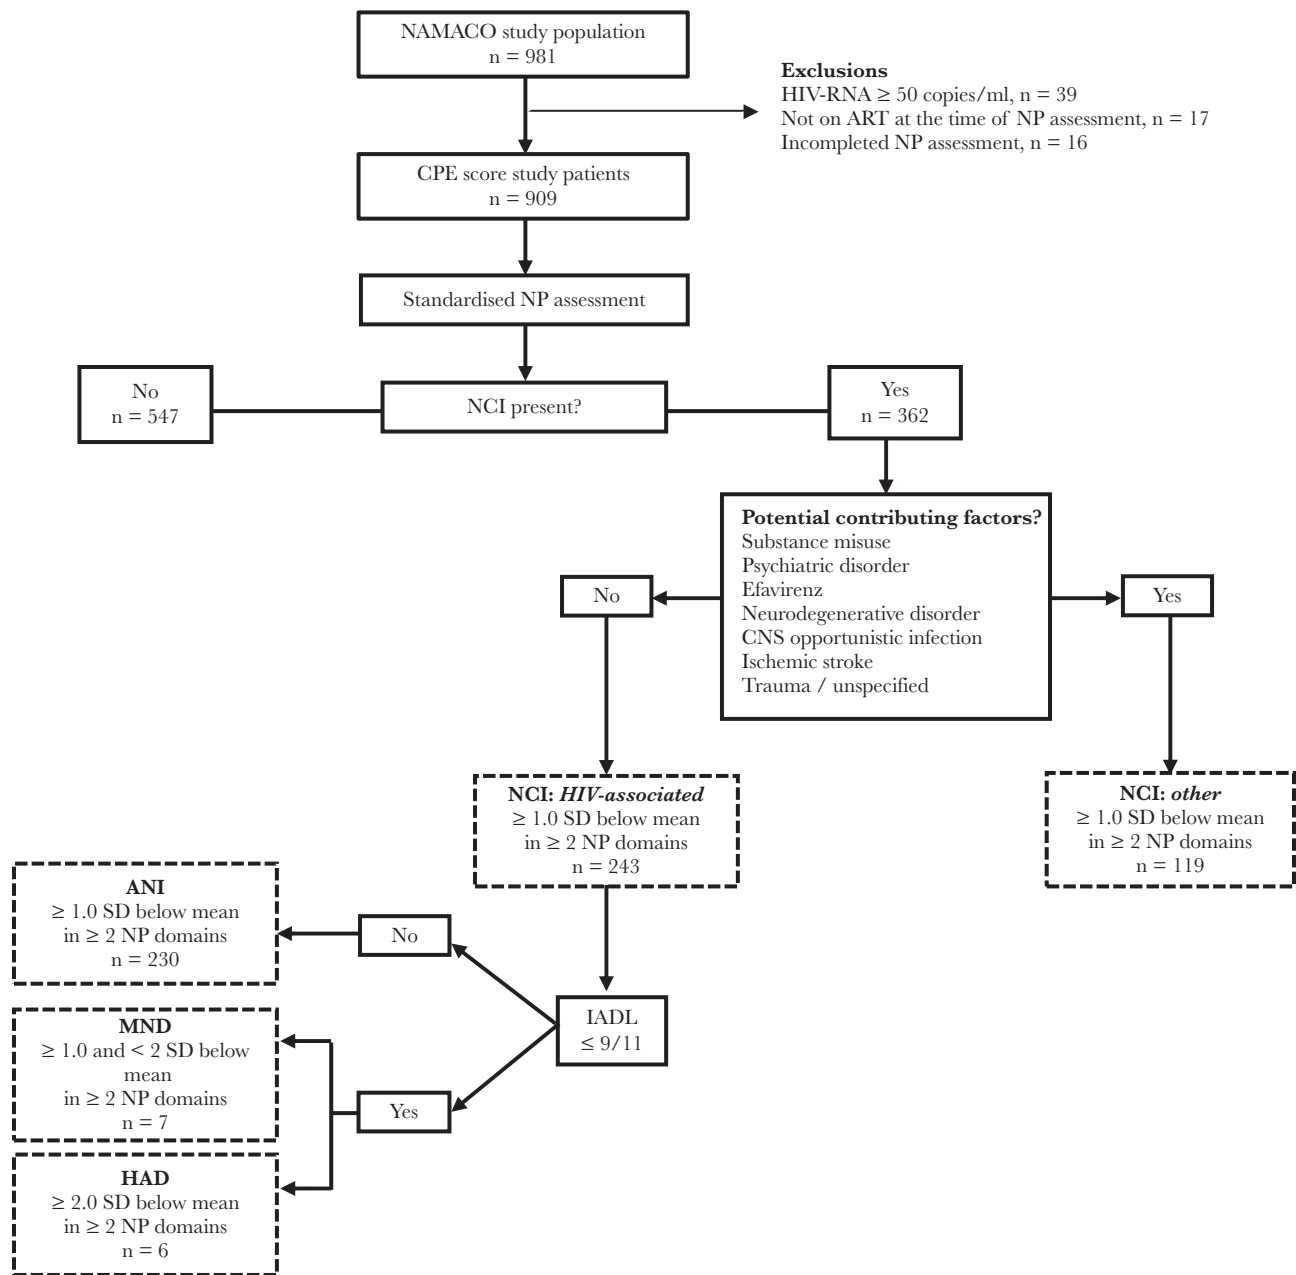 NAMACO study population
n = 981
Exclusions
HIV-RNA ≥ 50 copies/ml, n = 39
Not on ART at the time of NP assessment, n = 17
Incompleted NP assessment, n = 16
CPE score study patients
n = 909
Standardised NP assessment
No
n = 547
NCI present?
Yes
n = 362
Potential contributing factors?
Substance misuse
Psychiatric disorder
Efavirenz
Neurodegenerative disorder
CNS opportunistic infection
Ischemic stroke
Trauma / unspecified
No
Yes
NCI: HIV-associated
≥ 1.0 SD below mean
in ≥ 2 NP domains
n = 243
NCI: other
≥ 1.0 SD below mean
in ≥ 2 NP domains
n = 119
ANI
≥ 1.0 SD below mean
in ≥ 2 NP domains
n = 230
No
IADL
≤ 9/11
MND
≥ 1.0 and < 2 SD below
mean
in ≥ 2 NP domains
n = 7
Yes
HAD
≥ 2.0 SD below mean
in ≥ 2 NP domains
n = 6